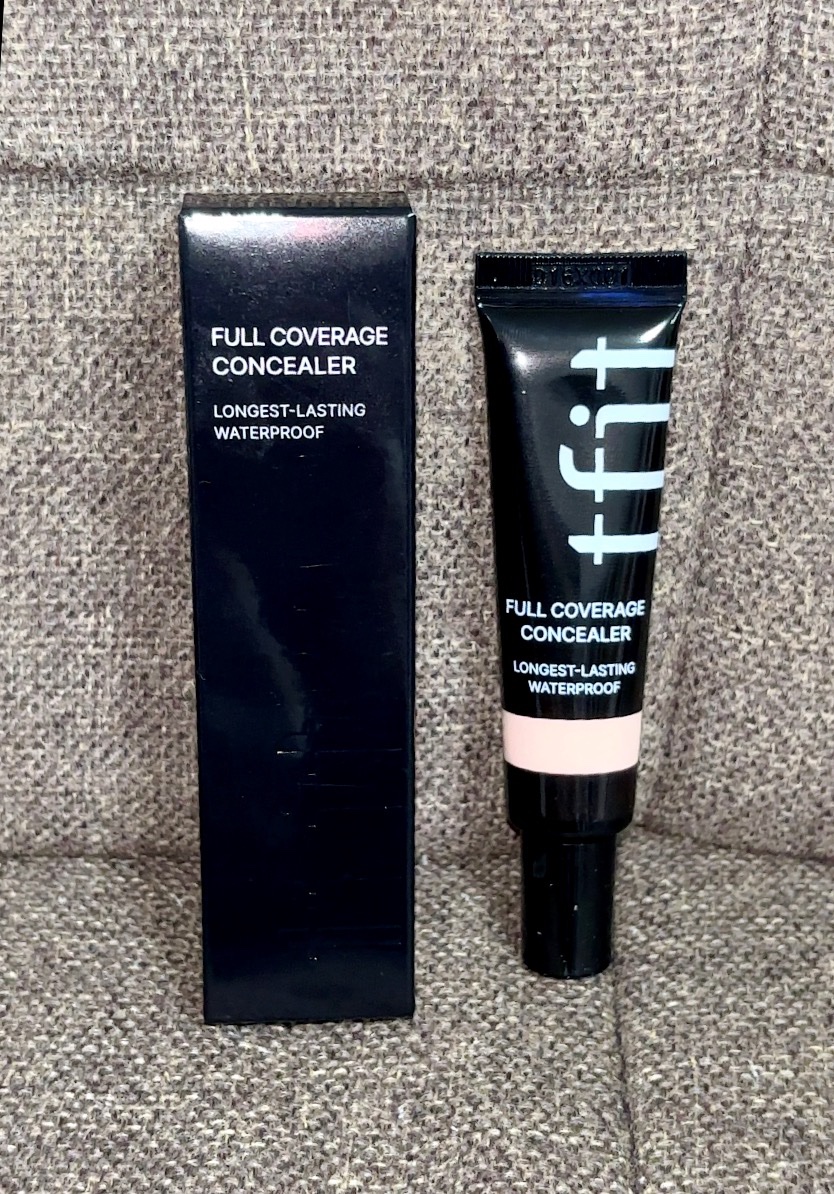 FULL COVERAGE
CONCEALER
LONGEST-LASTING
WATERPROOF
tfit
FULL COVERAGE
CONCEALER
LONGEST-LASTING
WATERPROOF